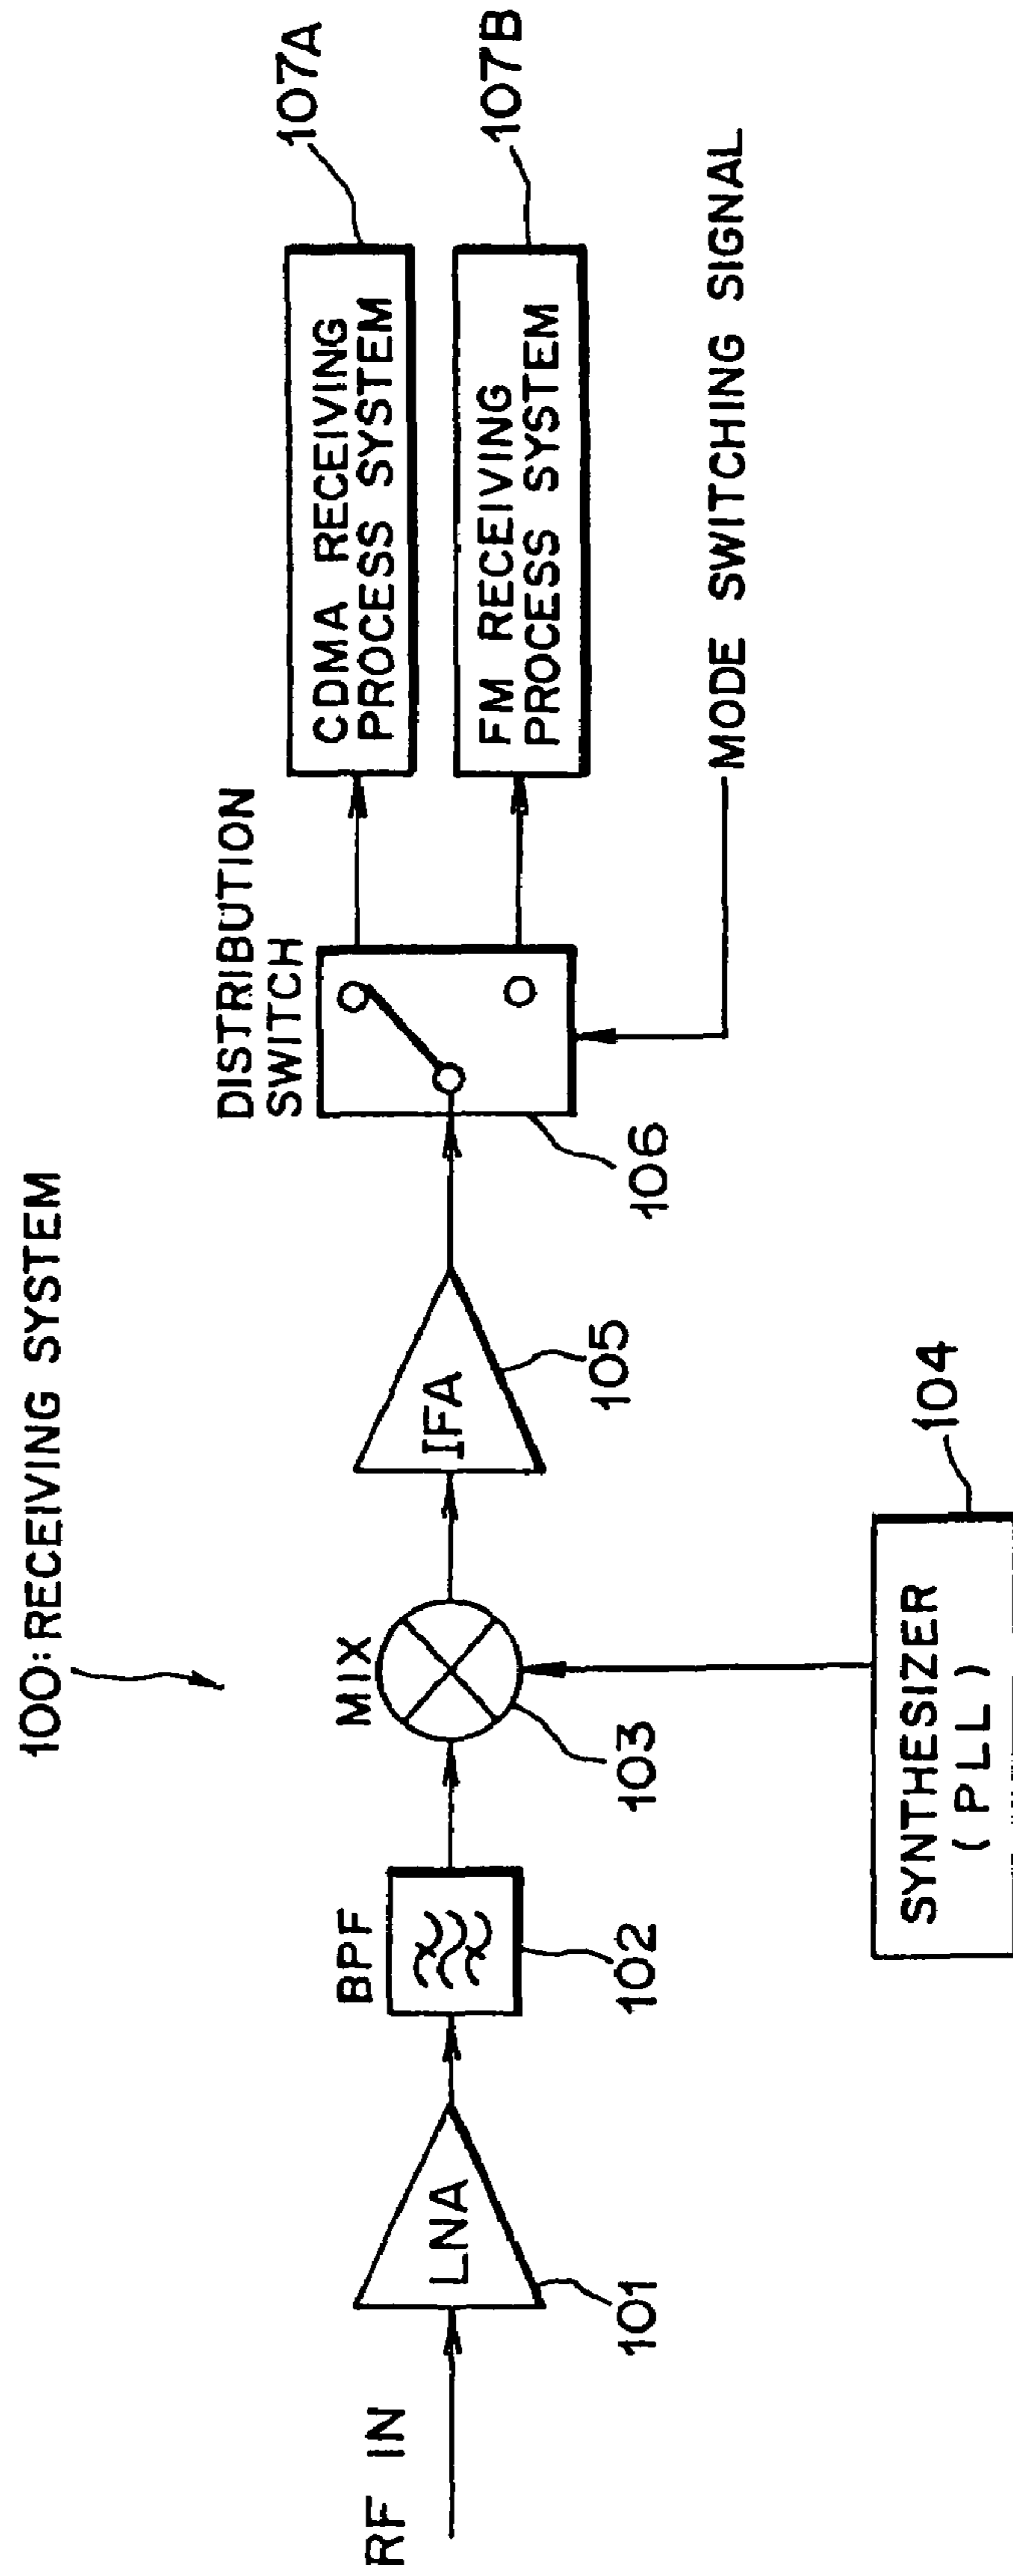 100: RECEIVING SYSTEM
RF IN
LNA
101
BPF
102
MIX
103
SYNTHESIZER
(PLL)
104
IFA
105
DISTRIBUTION
SWITCH
106
MODE SWITCHING SIGNAL
CDMA RECEIVING
PROCESS SYSTEM
107A
FM RECEIVING
PROCESS SYSTEM
107B